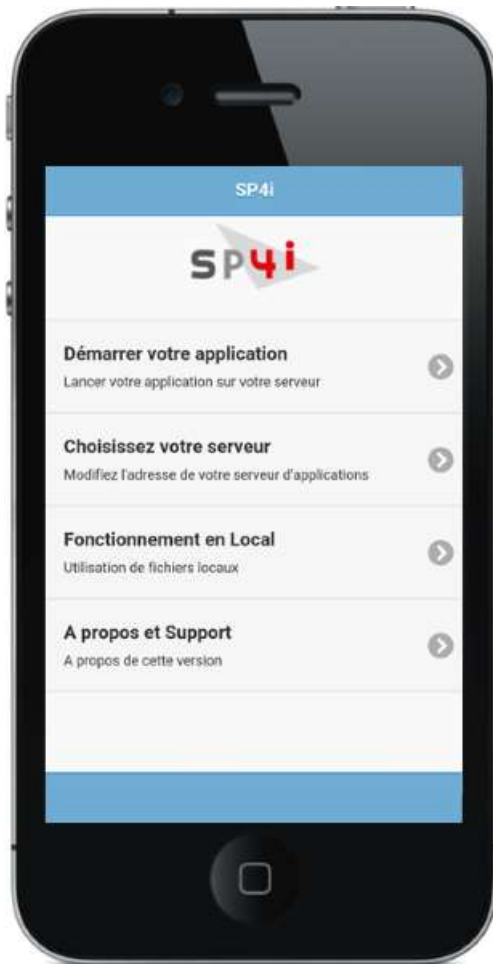 SP4i
SP4i
Démarrer votre application
Lancer votre application sur votre serveur
Choisissez votre serveur
Modifiez l'adresse de votre serveur d'applications
Fonctionnement en Local
Utilisation de fichiers locaux
A propos et Support
A propos de cette version